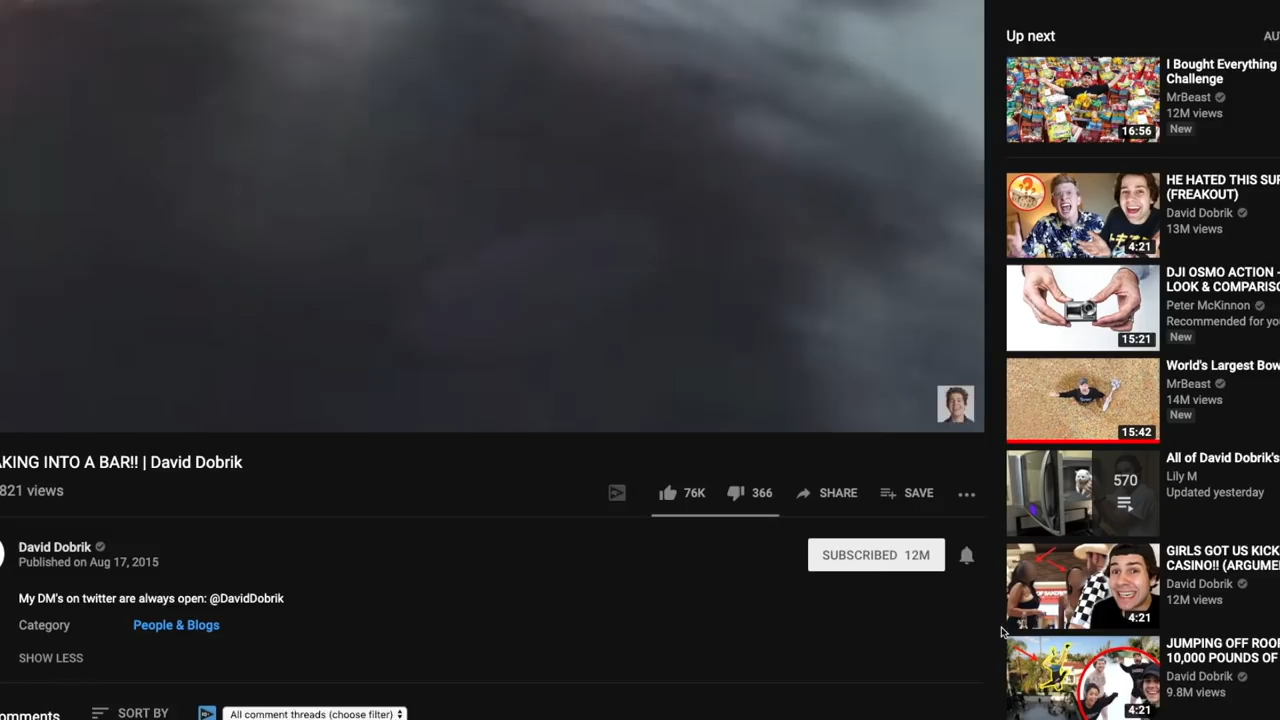 Up next
AU
I Bought Everything
Challenge
MrBeast
12M views
New
16:56
HE HATED THIS SUR
(FREAKOUT)
David Dobrik
13M views
4:21
DJI OSMO ACTION -
LOOK & COMPARISO
Peter McKinnon
Recommended for yo
New
15:21
World's Largest Bow
MrBeast
14M views
New
15:42
All of David Dobrik's
Lily M
Updated yesterday
570
GIRLS GOT US KICK
CASINO!! (ARGUME
David Dobrik
12M views
4:21
JUMPING OFF ROOF
10,000 POUNDS OF
David Dobrik
9.8M views
4:21
AKING INTO A BAR!! | David Dobrik
821 views
76K 366 SHARE SAVE
David Dobrik
Published on Aug 17, 2015
SUBSCRIBED 12M
My DM's on twitter are always open: @DavidDobrik
Category People & Blogs
SHOW LESS
omments SORT BY All comment threads (choose filter)